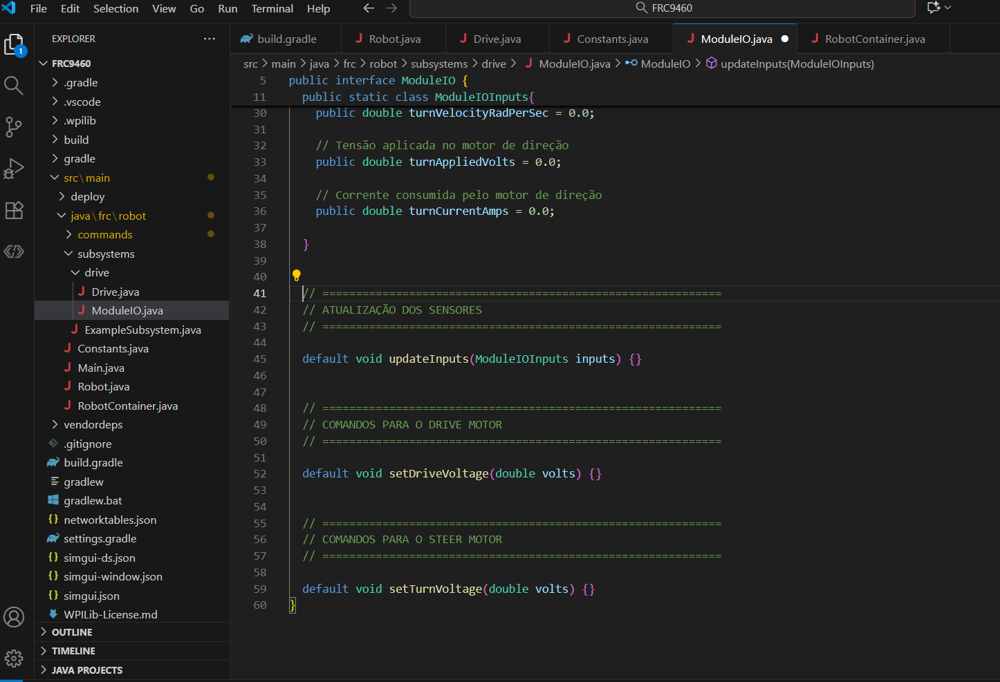 File Edit Selection View Go Run Terminal Help
FRC9460
1
EXPLORER
FRC9460
.gradle
.vscode
.wpilib
build
gradle
src\main
deploy
java\frc\robot
commands
subsystems
drive
Drive.java
ModuleIO.java
ExampleSubsystem.java
Constants.java
Main.java
Robot.java
RobotContainer.java
vendordeps
.gitignore
build.gradle
gradlew
gradlew.bat
networktables.json
settings.gradle
simgui-ds.json
simgui-window.json
simgui.json
WPILib-License.md
OUTLINE
TIMELINE
JAVA PROJECTS
build.gradle Robot.java Drive.java Constants.java ModuleIO.java RobotContainer.java
src > main > java > frc > robot > subsystems > drive > ModuleIO.java > ModuleIO > updateInputs(ModuleIOInputs)
5 public interface ModuleIO {
11 public static class ModuleIOInputs{
30 public double turnVelocityRadPerSec = 0.0;
31
32 // Tensão aplicada no motor de direção
33 public double turnAppliedVolts = 0.0;
34
35 // Corrente consumida pelo motor de direção
36 public double turnCurrentAmps = 0.0;
37
38 }
39
40
41 // ============================================================
42 // ATUALIZAÇÃO DOS SENSORES
43 // ============================================================
44
45 default void updateInputs(ModuleIOInputs inputs) {}
46
47
48 // ============================================================
49 // COMANDOS PARA O DRIVE MOTOR
50 // ============================================================
51
52 default void setDriveVoltage(double volts) {}
53
54
55 // ============================================================
56 // COMANDOS PARA O STEER MOTOR
57 // ============================================================
58
59 default void setTurnVoltage(double volts) {}
60 }